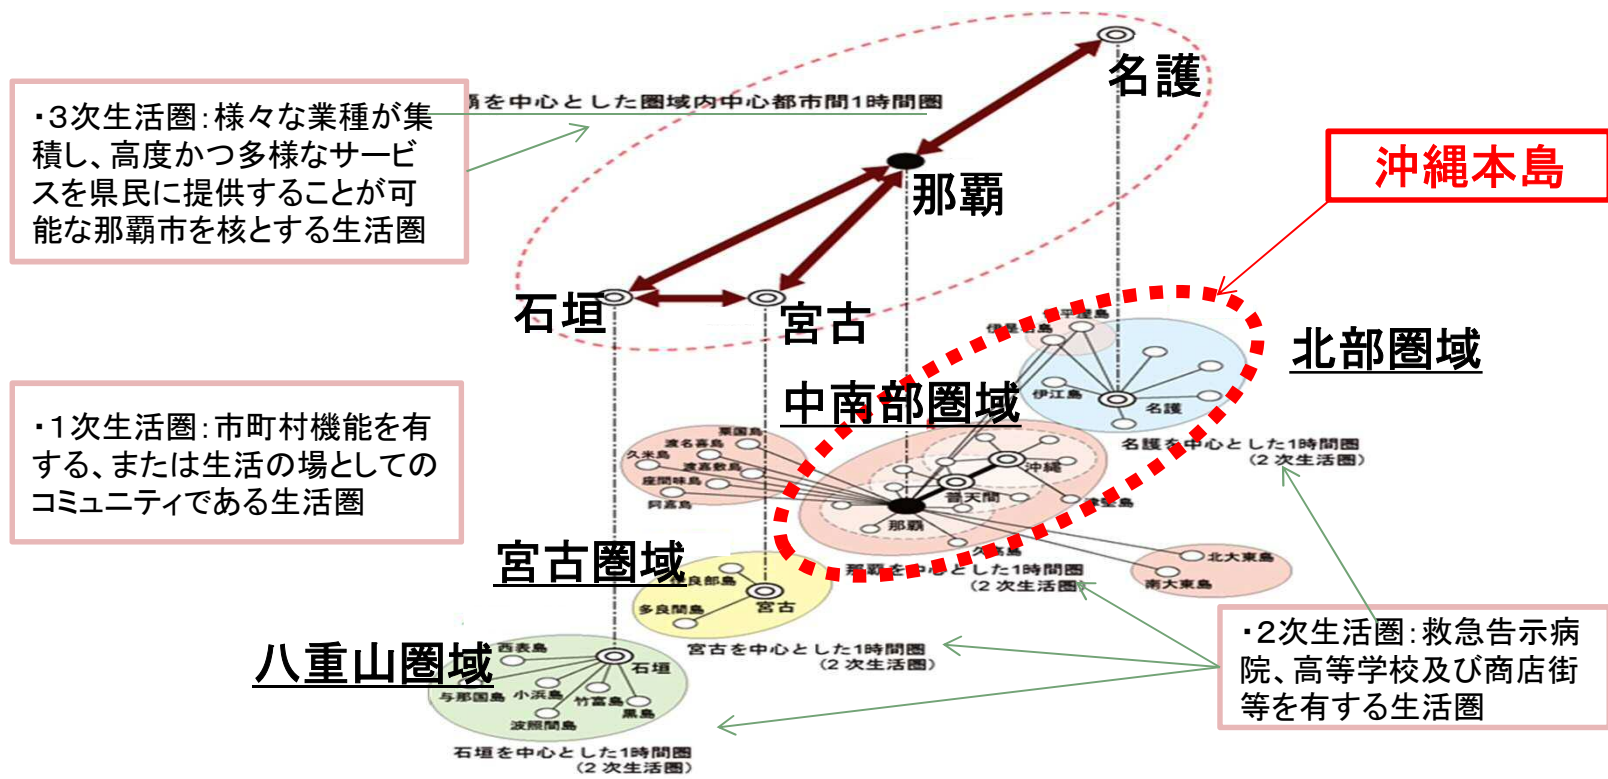 名護
覇を中心とした圏域内中心都市間1時間圏
・3次生活圏：様々な業種が集
積し、高度かつ多様なサービ
スを県民に提供することが可
能な那覇市を核とする生活圏
沖縄本島
那覇
石垣
宮古
平屋島
伊是名島
北部圏域
中南部圏域
伊江島
名護
名護を中心とした1時間圏
（2次生活圏）
・1次生活圏：市町村機能を有
する、または生活の場としての
コミュニティである生活圏
粟国島
渡名喜島
久米島
渡嘉敷島
座間味島
阿嘉島
沖縄
普天間
津堅島
那覇
久高島
那覇を中心とした1時間圏
（2次生活圏）
北大東島
南大東島
宮古圏域
良部島
多良間島
宮古
宮古を中心とした1時間圏
（2次生活圏）
・2次生活圏：救急告示病
院、高等学校及び商店街
等を有する生活圏
八重山圏域
西表島
石垣
与那国島
小浜島
竹富島
黒島
波照間島
石垣を中心とした1時間圏
（2次生活圏）